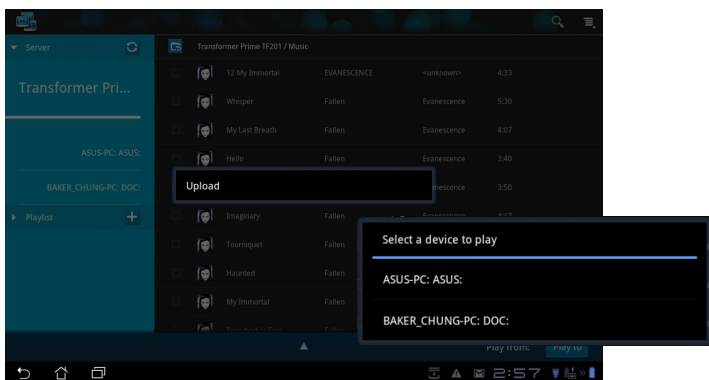 Server
Transformer Prime TF201 / Music
Transformer Pri...
12 My Immortal EVANESCENCE <unknown> 4:33
Whisper Fallen Evanescence 5:30
My Last Breath Fallen Evanescence 4:07
ASUS-PC: ASUS:
Hello Fallen Evanescence 3:40
BAKER_CHUNG-PC: DOC:
Upload
3:50
Playlist
Imaginary Fallen Evanescence 4:17
Tourniquet Fallen
Haunted Fallen
My Immortal Fallen
Select a device to play
ASUS-PC: ASUS:
BAKER_CHUNG-PC: DOC:
Play from: Play to
2:57